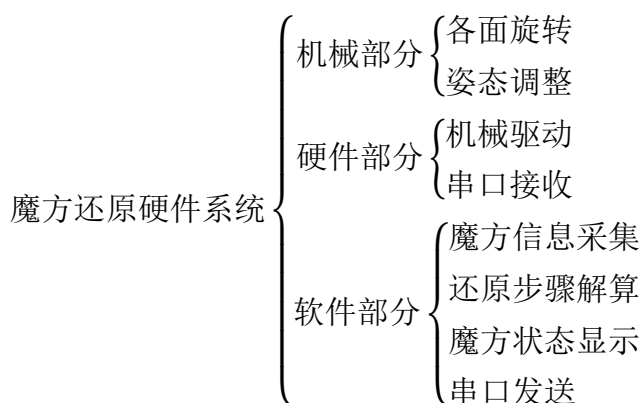 魔方还原硬件系统
机械部分
各面旋转
姿态调整
硬件部分
机械驱动
串口接收
软件部分
魔方信息采集
还原步骤解算
魔方状态显示
串口发送